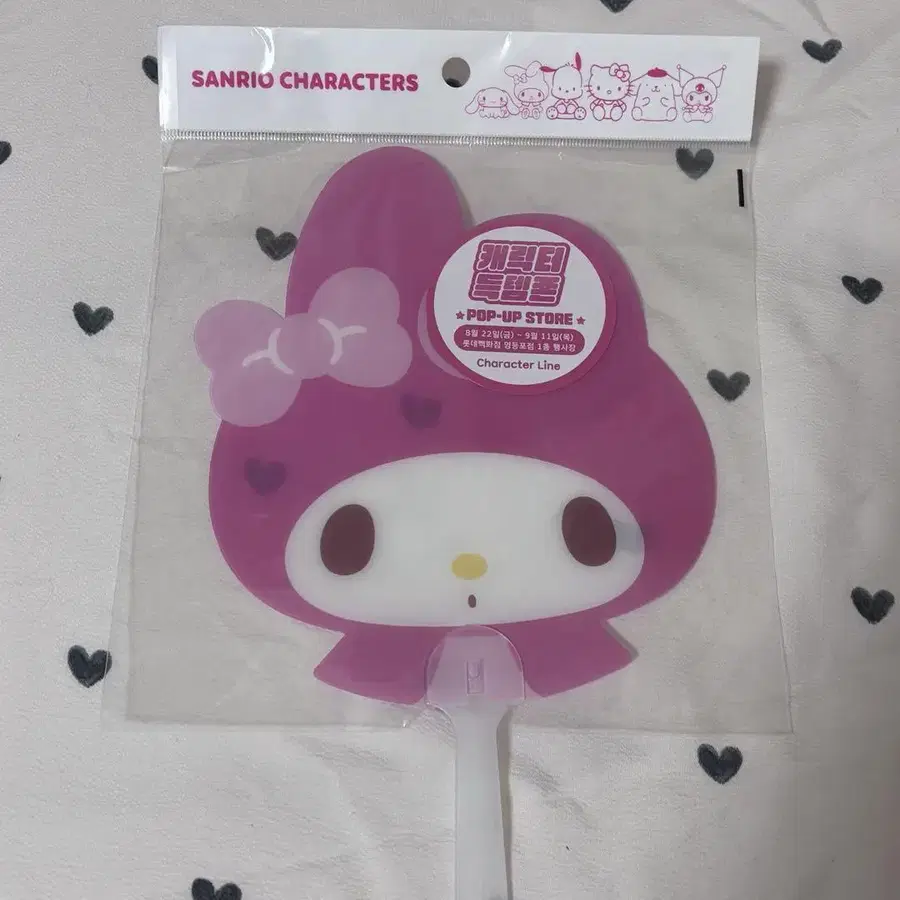 SANRIO CHARACTERS
캐릭터
득템존
POP-UP STORE
8월 22일(금) ~ 9월 11일(목)
롯데백화점 영등포점 1층 행사장
Character Line